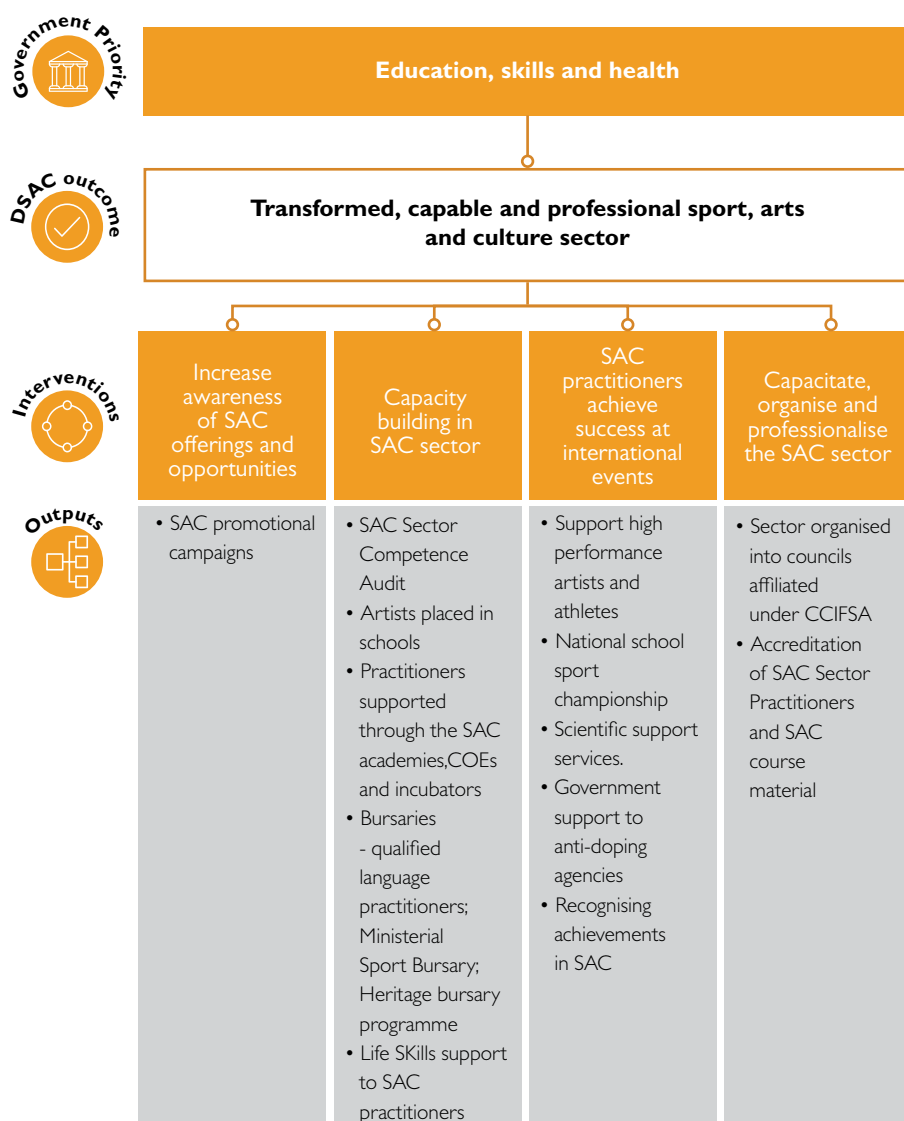 Government Priority
Education, skills and health
DSAC outcome
Transformed, capable and professional sport, arts
and culture sector
Interventions
Increase
awareness
of SAC
offerings and
opportunities
Capacity
building in
SAC sector
SAC
practitioners
achieve
success at
international
events
Capacitate,
organise and
professionalise
the SAC sector
Outputs
• SAC promotional
campaigns
• SAC Sector
Competence
Audit
• Artists placed in
schools
• Practitioners
supported
through the SAC
academies,COEs
and incubators
• Bursaries
- qualified
language
practitioners;
Ministerial
Sport Bursary;
Heritage bursary
programme
• Life SKills support
to SAC
practitioners
• Support high
performance
artists and
athletes
• National school
sport
championship
• Scientific support
services.
• Government
support to
anti-doping
agencies
• Recognising
achievements
in SAC
• Sector organised
into councils
affiliated
under CCIFSA
• Accreditation
of SAC Sector
Practitioners
and SAC
course
material